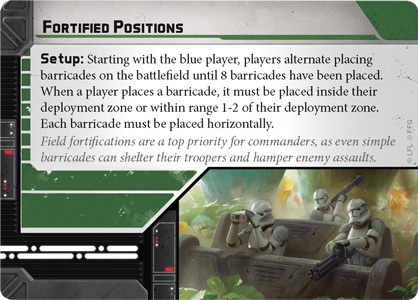 Fortified Positions
Setup: Starting with the blue player, players alternate placing
barricades on the battlefield until 8 barricades have been placed.
When a player places a barricade, it must be placed inside their
deployment zone or within range 1-2 of their deployment zone.
Each barricade must be placed horizontally.
Field fortifications are a top priority for commanders, as even simple
barricades can shelter their troopers and hamper enemy assaults.
© LFL © FFG